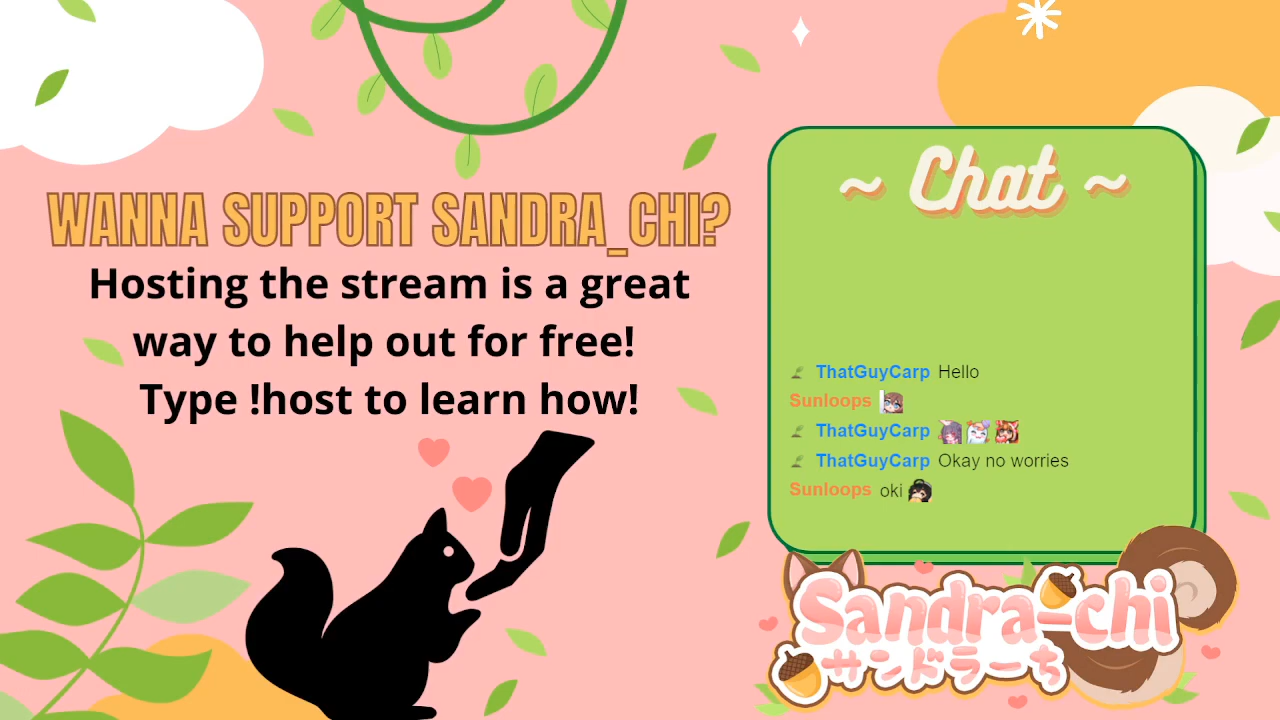 WANNA SUPPORT SANDRA_CHI?
Hosting the stream is a great
way to help out for free!
Type !host to learn how!
~ Chat ~
ThatGuyCarp Hello
Sunloops
ThatGuyCarp
ThatGuyCarp Okay no worries
Sunloops oki
Sandra-chi
サンドラーち